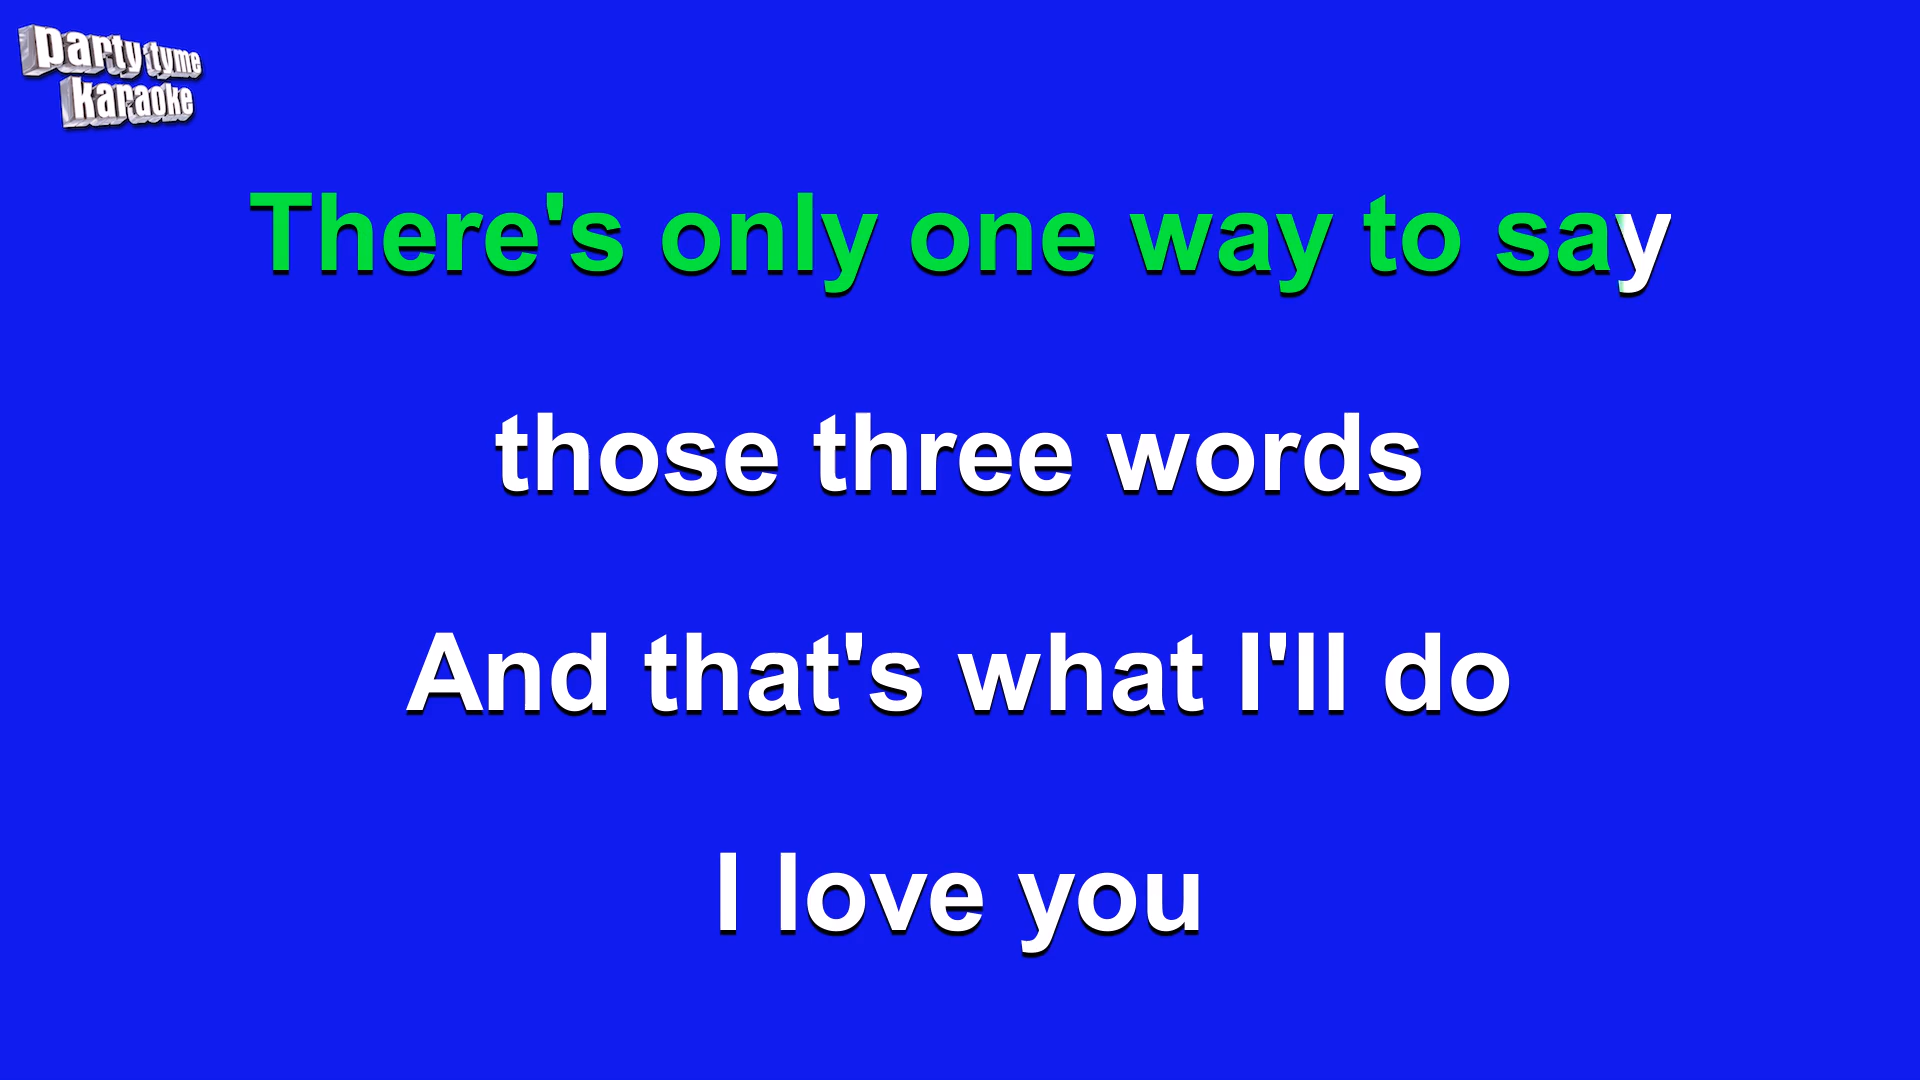 party tyme
karaoke
There's only one way to say
those three words
And that's what I'll do
I love you